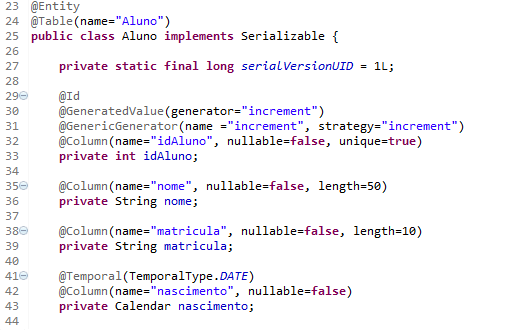 23 @Entity
24 @Table(name="Aluno")
25 public class Aluno implements Serializable {
26
27 private static final long serialVersionUID = 1L;
28
29 @Id
30 @GeneratedValue(generator="increment")
31 @GenericGenerator(name ="increment", strategy="increment")
32 @Column(name="idAluno", nullable=false, unique=true)
33 private int idAluno;
34
35 @Column(name="nome", nullable=false, length=50)
36 private String nome;
37
38 @Column(name="matricula", nullable=false, length=10)
39 private String matricula;
40
41 @Temporal(TemporalType.DATE)
42 @Column(name="nascimento", nullable=false)
43 private Calendar nascimento;
44